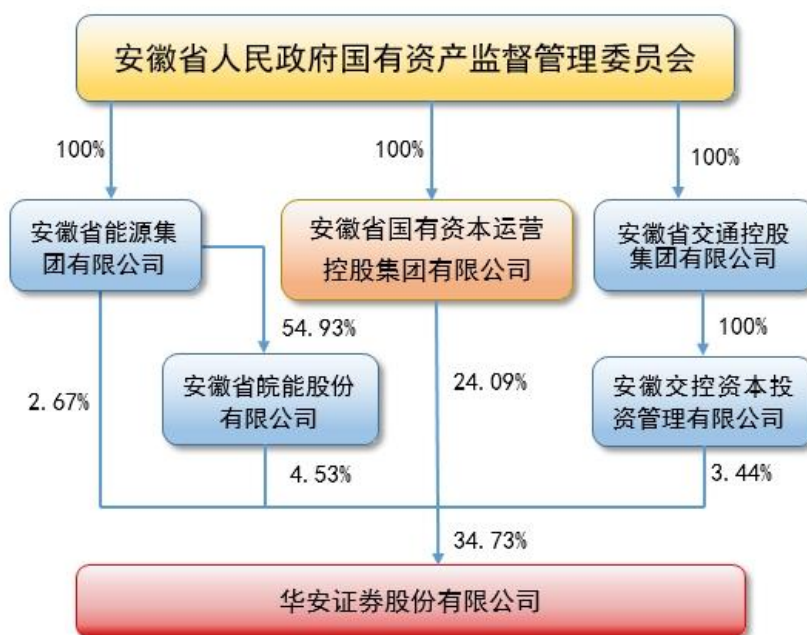 安徽省人民政府国有资产监督管理委员会
100%
100%
100%
安徽省能源集
团有限公司
安徽省国有资本运营
控股集团有限公司
安徽省交通控股
集团有限公司
54.93%
100%
2.67%
安徽省皖能股份
有限公司
24.09%
安徽交控资本投
资管理有限公司
4.53%
3.44%
34.73%
华安证券股份有限公司